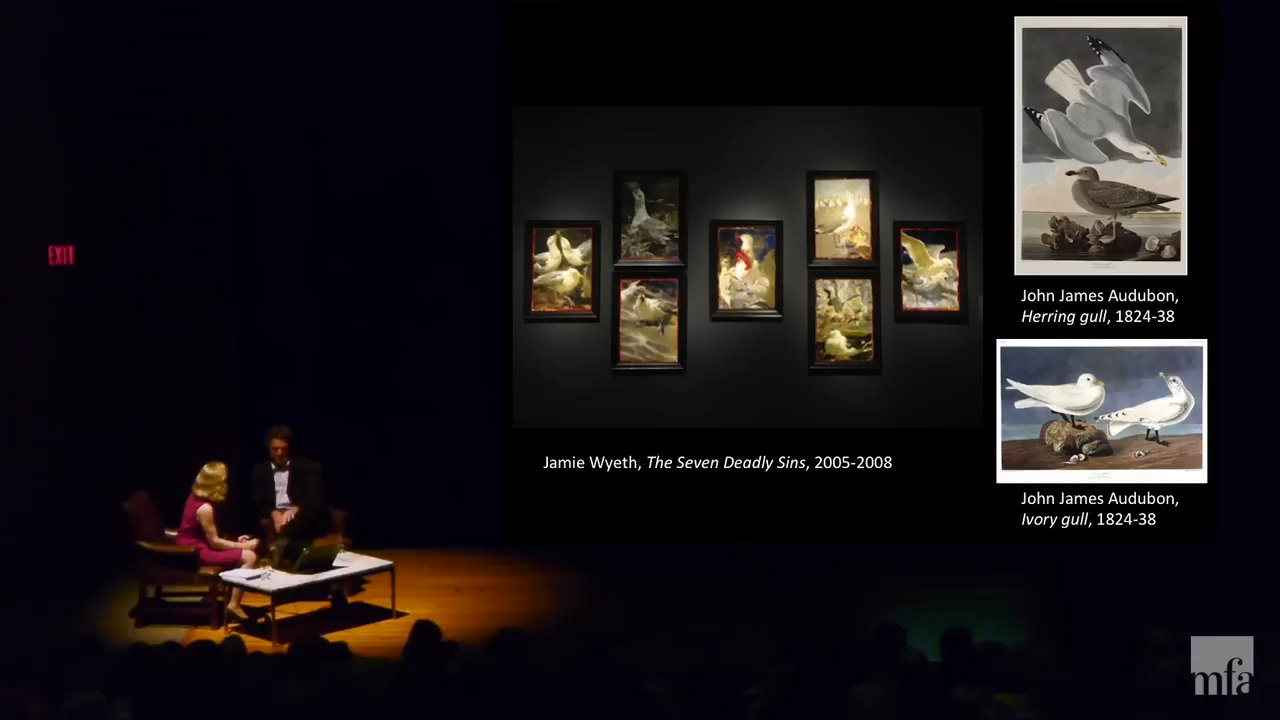 EXIT
Jamie Wyeth, The Seven Deadly Sins, 2005-2008
John James Audubon,
Herring gull, 1824-38
John James Audubon,
Ivory gull, 1824-38
mfa